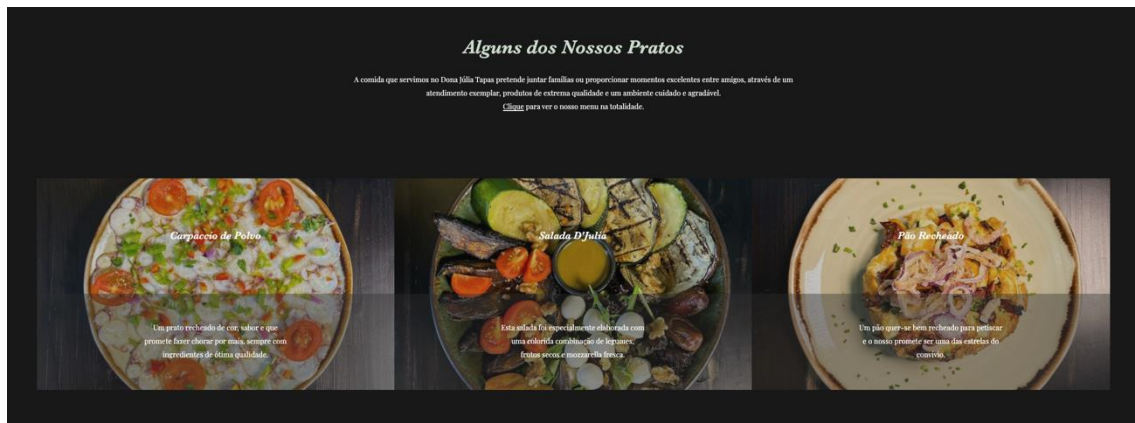 Alguns dos Nossos Pratos
A comida que servimos no Dona Júlia Tapas pretende juntar famílias ou proporcionar momentos excelentes entre amigos, através de um
atendimento exemplar, produtos de extrema qualidade e um ambiente cuidado e agradável.
Clique para ver o nosso menu na totalidade.
Carpaccio de Polvo
Um prato recheado de cor, sabor e que
promete fazer chorar por mais, sempre com
ingredientes de ótima qualidade.
Salada D'Julia
Esta salada foi especialmente elaborada com
uma colorida combinação de legumes,
frutos secos e mozzarella fresca.
Pão Recheado
Um pão quer-se bem recheado para petiscar
e o nosso promete ser uma das estrelas do
convívio.